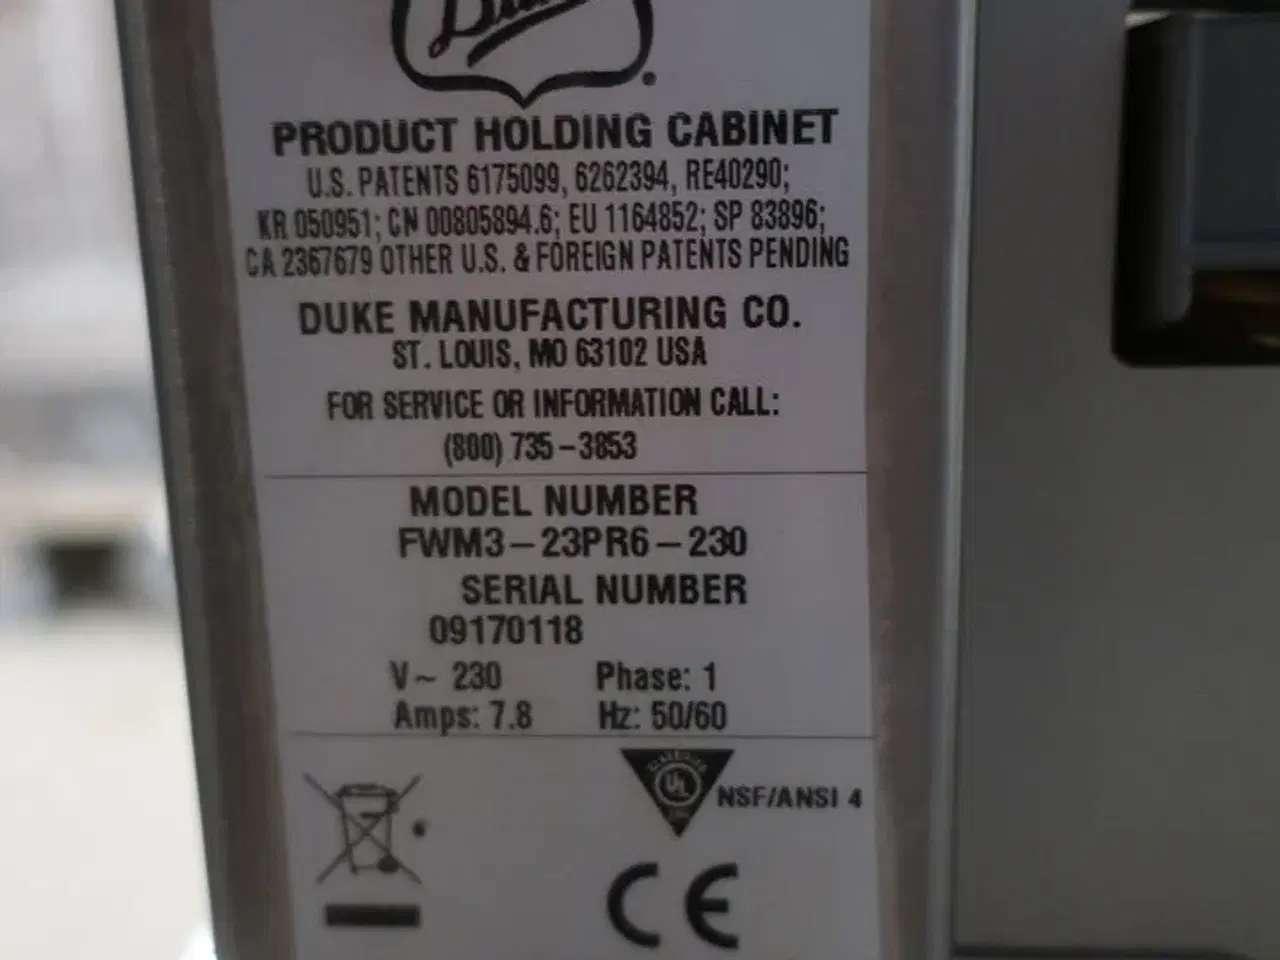 Duke
PRODUCT HOLDING CABINET
U.S. PATENTS 6175099, 6262394, RE40290;
KR 050951; CN 00805894.6; EU 1164852; SP 83896;
CA 2367679 OTHER U.S. & FOREIGN PATENTS PENDING
DUKE MANUFACTURING CO.
ST. LOUIS, MO 63102 USA
FOR SERVICE OR INFORMATION CALL:
(800) 735-3853
MODEL NUMBER
FWM3-23PR6-230
SERIAL NUMBER
09170118
V~ 230 Phase: 1
Amps: 7.8 Hz: 50/60
UL
NSF/ANSI 4
CE